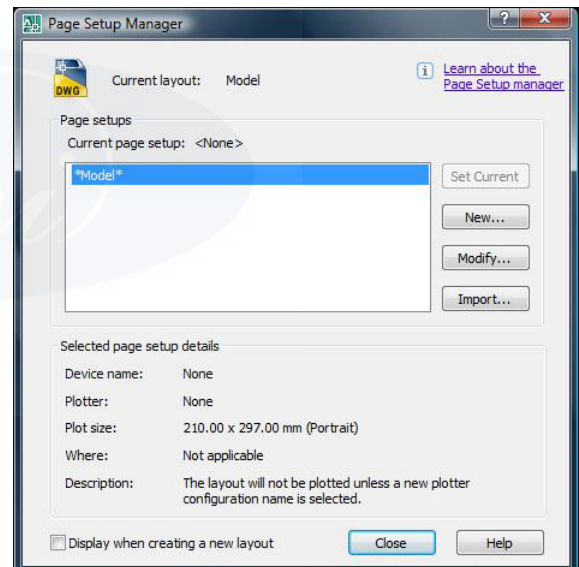 Page Setup Manager
DWG
Current layout: Model
Learn about the
Page Setup manager
Page setups
Current page setup: <None>
*Model*
Set Current
New...
Modify...
Import...
Selected page setup details
Device name: None
Plotter: None
Plot size: 210.00 x 297.00 mm (Portrait)
Where: Not applicable
Description: The layout will not be plotted unless a new plotter
configuration name is selected.
Display when creating a new layout
Close
Help